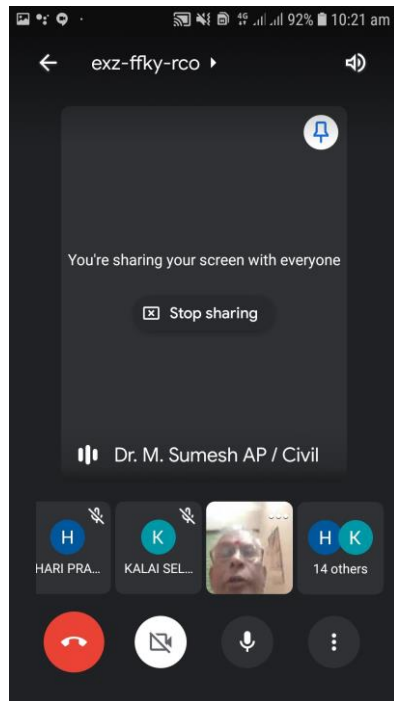 92% 10:21 am
exz-ffky-rco
You're sharing your screen with everyone
Stop sharing
Dr. M. Sumesh AP / Civil
H
K
H K
HARI PRA...
KALAI SEL...
14 others